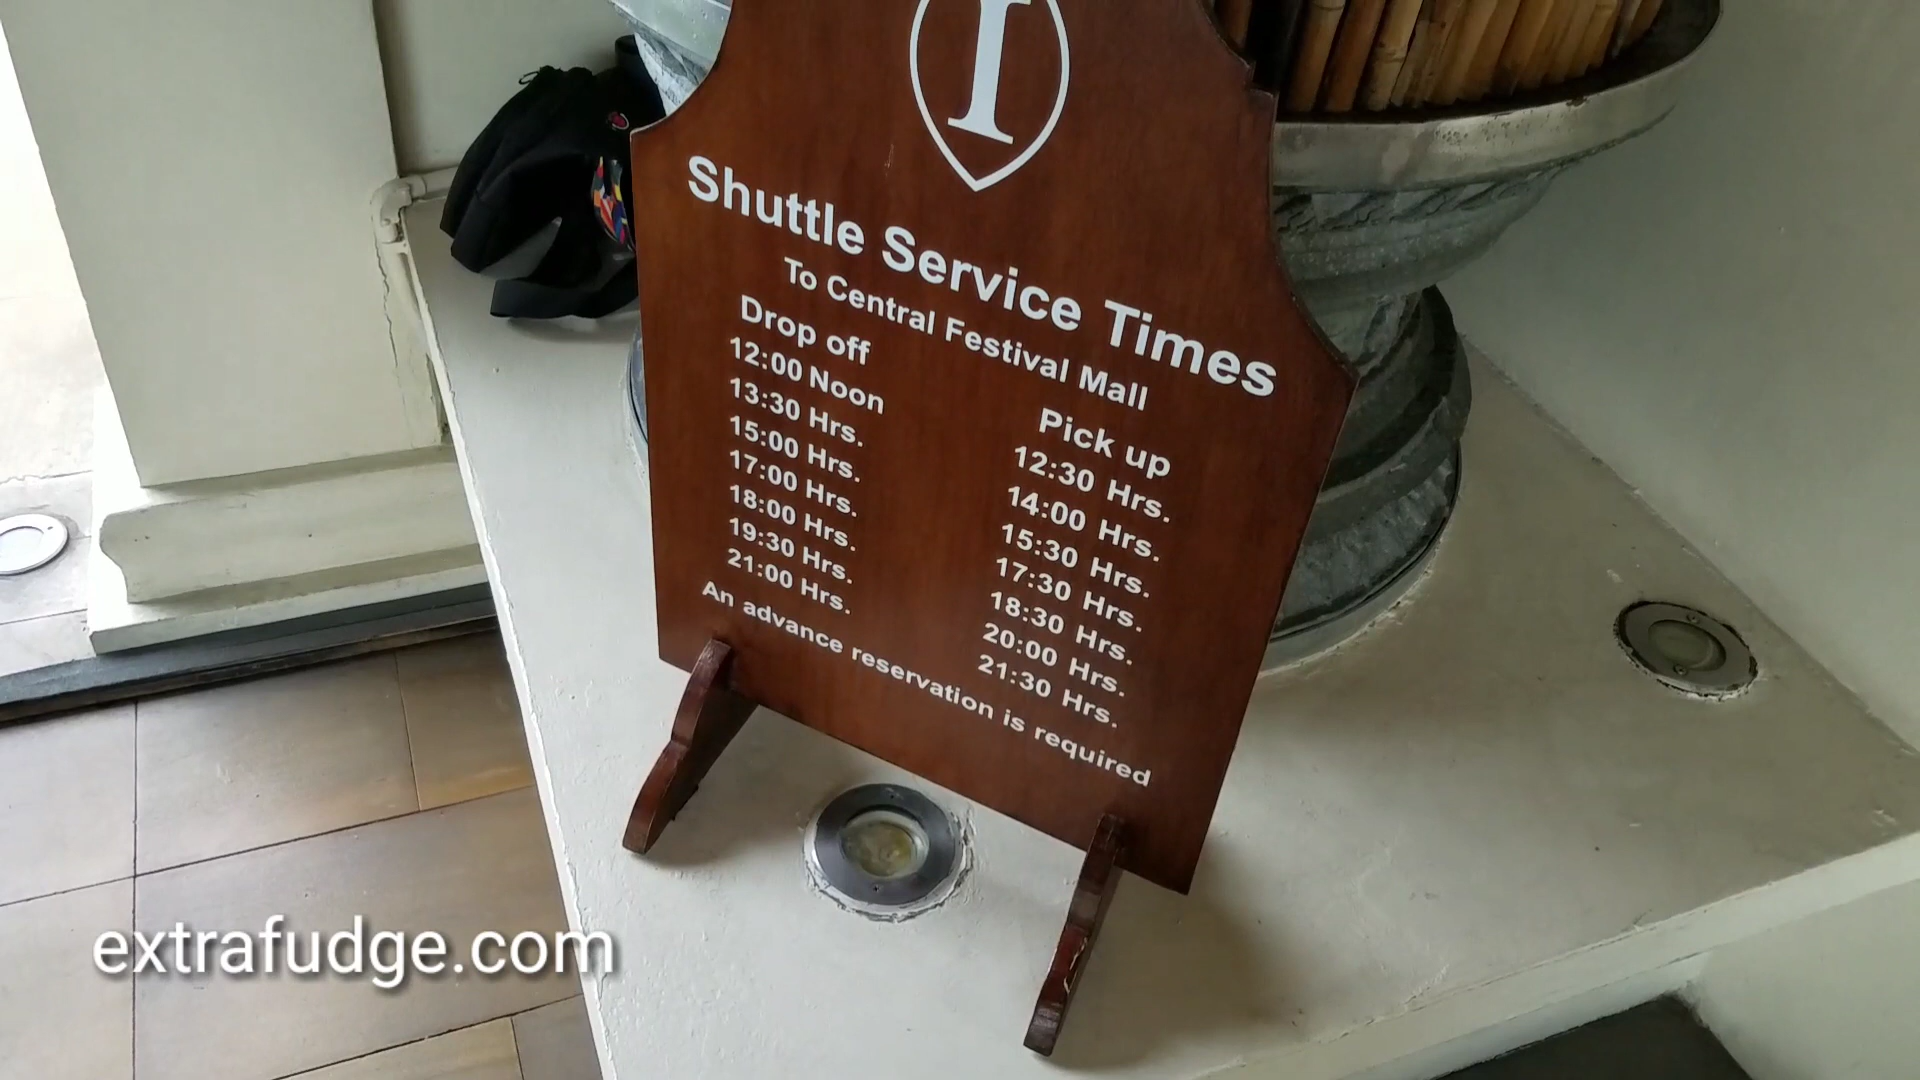 I
Shuttle Service Times
To Central Festival Mall
Drop off
12:00 Noon
13:30 Hrs.
15:00 Hrs.
17:00 Hrs.
18:00 Hrs.
19:30 Hrs.
21:00 Hrs.
Pick up
12:30 Hrs.
14:00 Hrs.
15:30 Hrs.
17:30 Hrs.
18:30 Hrs.
20:00 Hrs.
21:30 Hrs.
An advance reservation is required
extrafudge.com